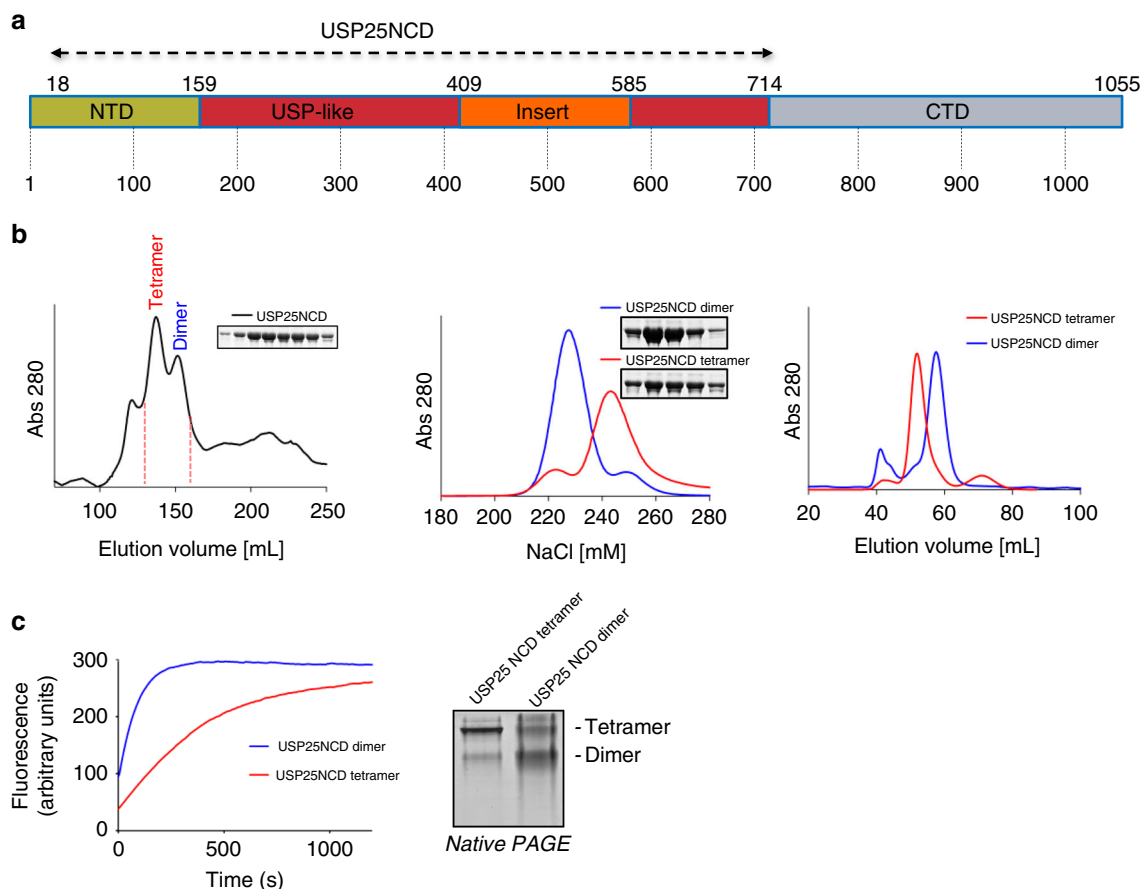 a
USP25NCD
18 159 409 585 714 1055
NTD USP-like Insert CTD
1 100 200 300 400 500 600 700 800 900 1000
b
Tetramer
Dimer
USP25NCD
Abs 280
100 150 200 250
Elution volume [mL]
USP25NCD dimer
USP25NCD tetramer
Abs 280
180 200 220 240 260 280
NaCl [mM]
USP25NCD tetramer
USP25NCD dimer
Abs 280
20 40 60 80 100
Elution volume [mL]
c
Fluorescence
(arbitrary units)
300
200
100
0
USP25NCD dimer
USP25NCD tetramer
0 500 1000
Time (s)
USP25 NCD tetramer
USP25 NCD dimer
- Tetramer
- Dimer
Native PAGE